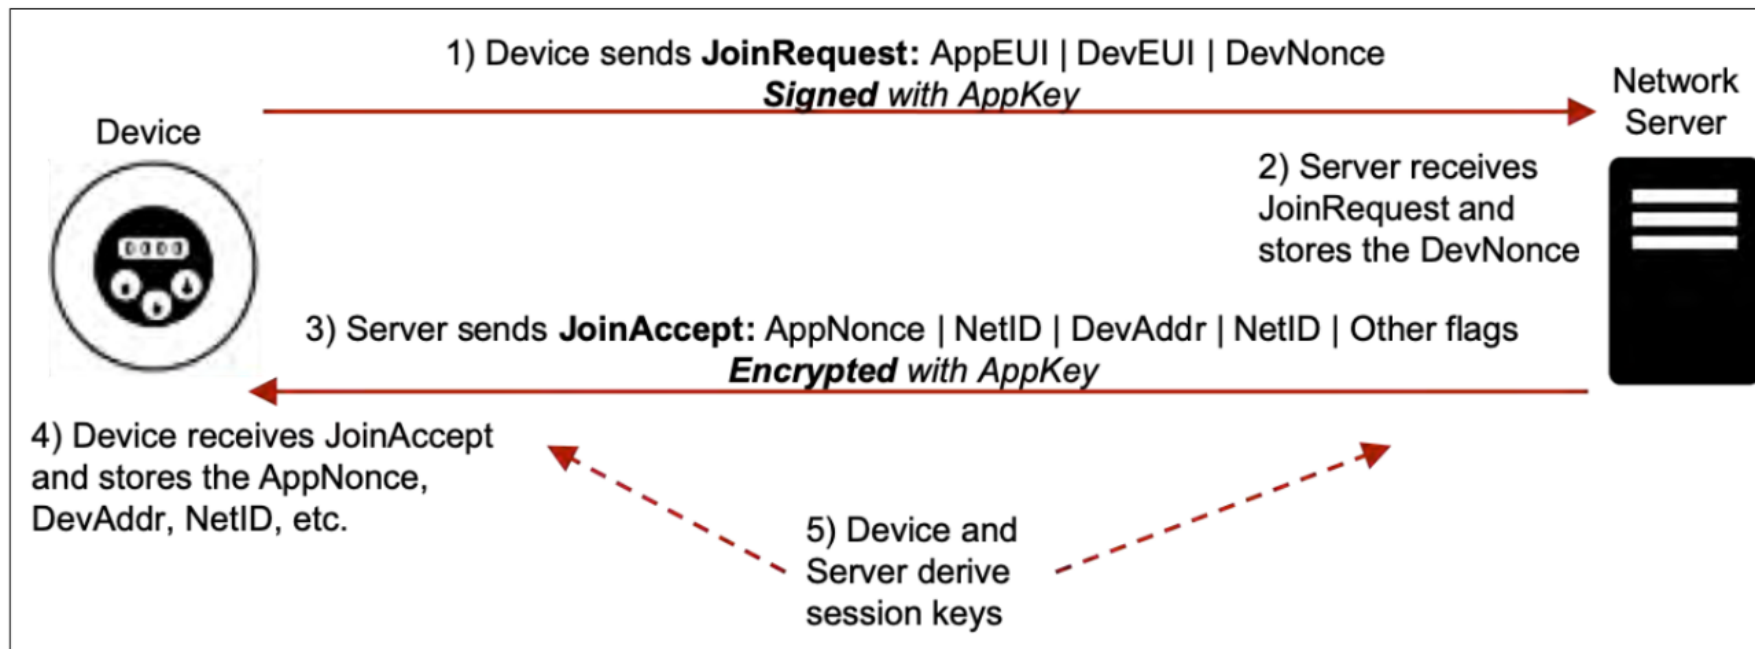 1) Device sends JoinRequest: AppEUI | DevEUI | DevNonce
Signed with AppKey
Network
Server
Device
2) Server receives
JoinRequest and
stores the DevNonce
0000
3) Server sends JoinAccept: AppNonce | NetID | DevAddr | NetID | Other flags
Encrypted with AppKey
4) Device receives JoinAccept
and stores the AppNonce,
DevAddr, NetID, etc.
5) Device and
Server derive
session keys